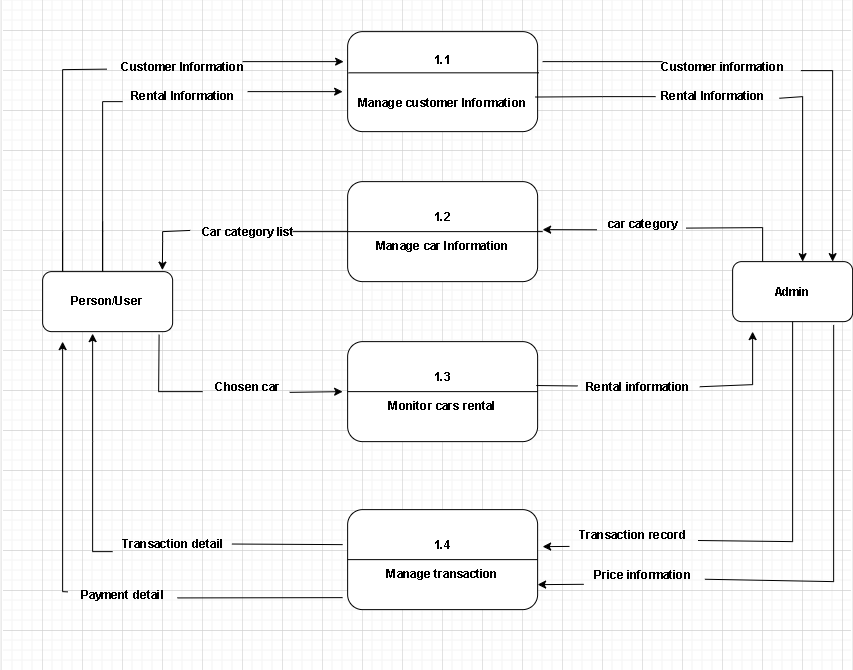 1.1
Customer Information
Customer information
Rental Information
Manage customer Information
Rental Information
1.2
Car category list
car category
Manage car Information
Person/User
Admin
1.3
Chosen car
Rental information
Monitor cars rental
1.4
Transaction detail
Transaction record
Manage transaction
Price information
Payment detail